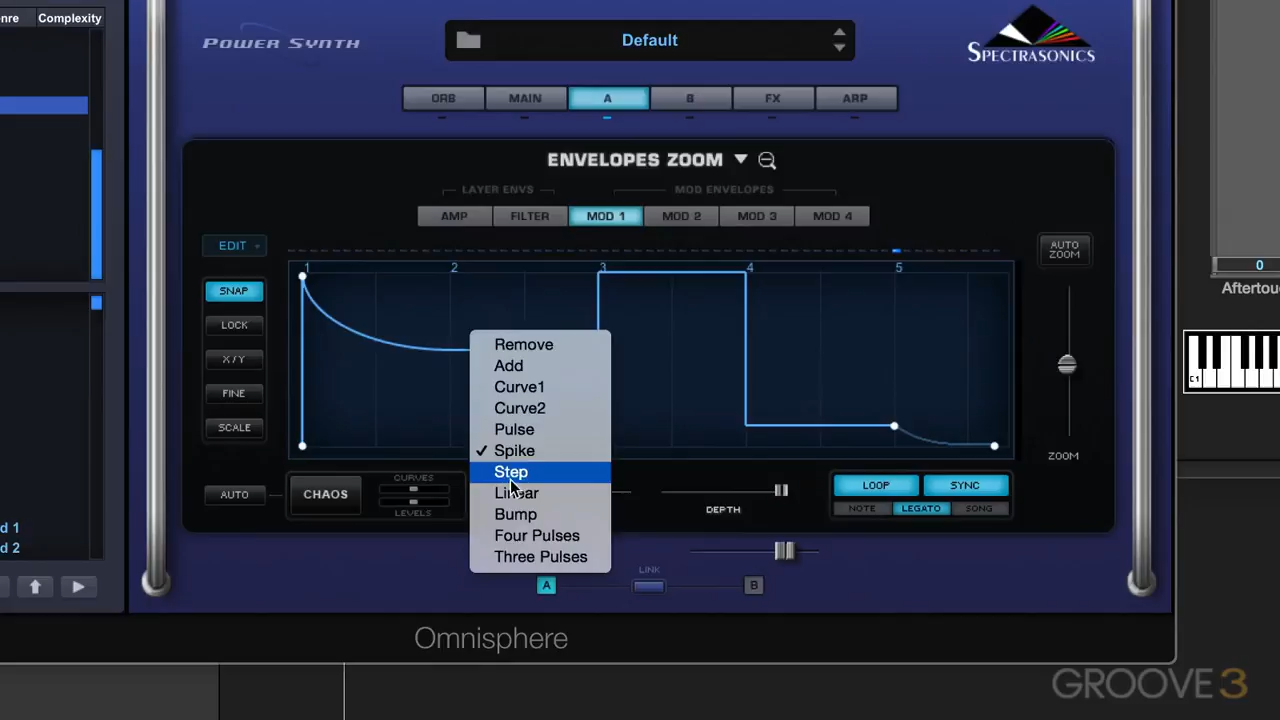 nre Complexity
POWER SYNTH
Default
SPECTRASONICS
ORB MAIN A B FX ARP
ENVELOPES ZOOM
LAYER ENVS MOD ENVELOPES
AMP FILTER MOD 1 MOD 2 MOD 3 MOD 4
EDIT
AUTO ZOOM
1 2 3 4 5
SNAP
LOCK
X/Y
FINE
SCALE
Remove
Add
Curve1
Curve2
Pulse
✓ Spike
Step
Linear
Bump
Four Pulses
Three Pulses
ZOOM
AUTO CHAOS CURVES LEVELS
DEPTH
LOOP SYNC
NOTE LEGATO SONG
LINK
A B
d 1
d 2
Omnisphere
0
Aftertou
C1
GROOVE 3